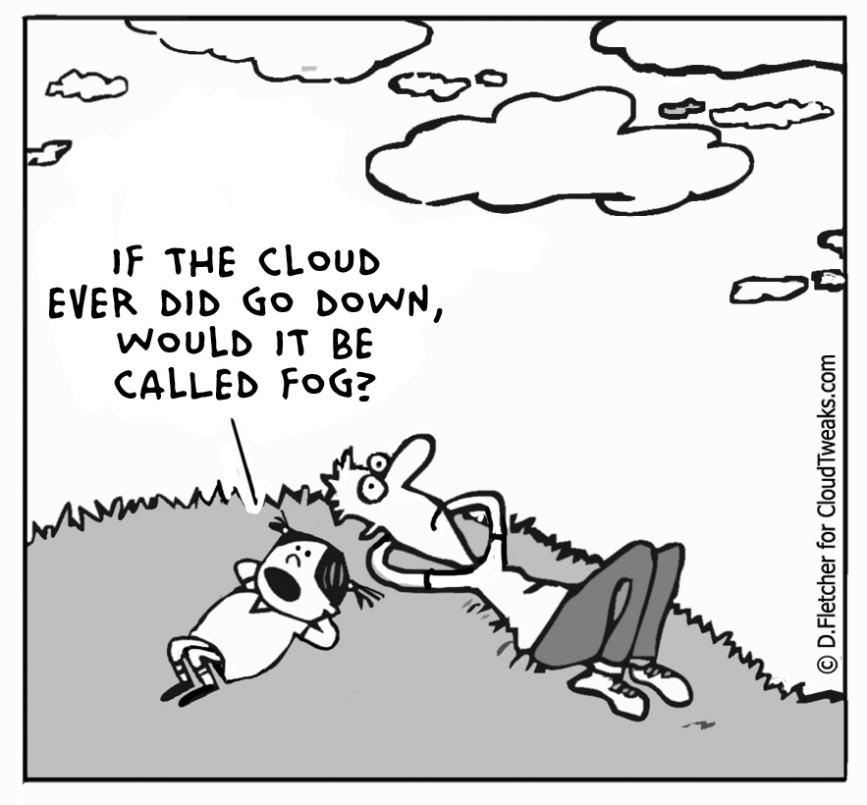 IF THE CLOUD
EVER DID GO DOWN,
WOULD IT BE
CALLED FOG?
© D.Fletcher for CloudTweaks.com